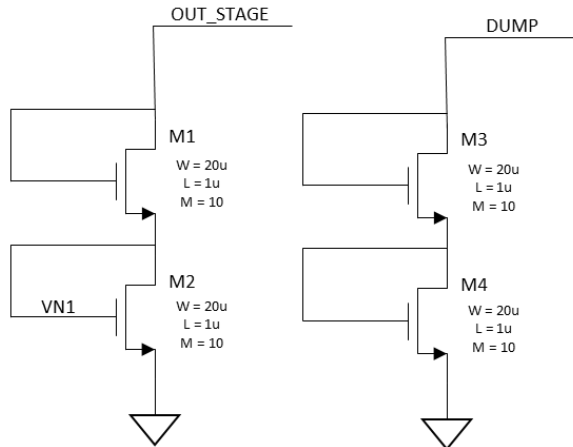 OUT_STAGE
DUMP
M1
W = 20u
L = 1u
M = 10
M3
W = 20u
L = 1u
M = 10
M2
VN1
W = 20u
L = 1u
M = 10
M4
W = 20u
L = 1u
M = 10